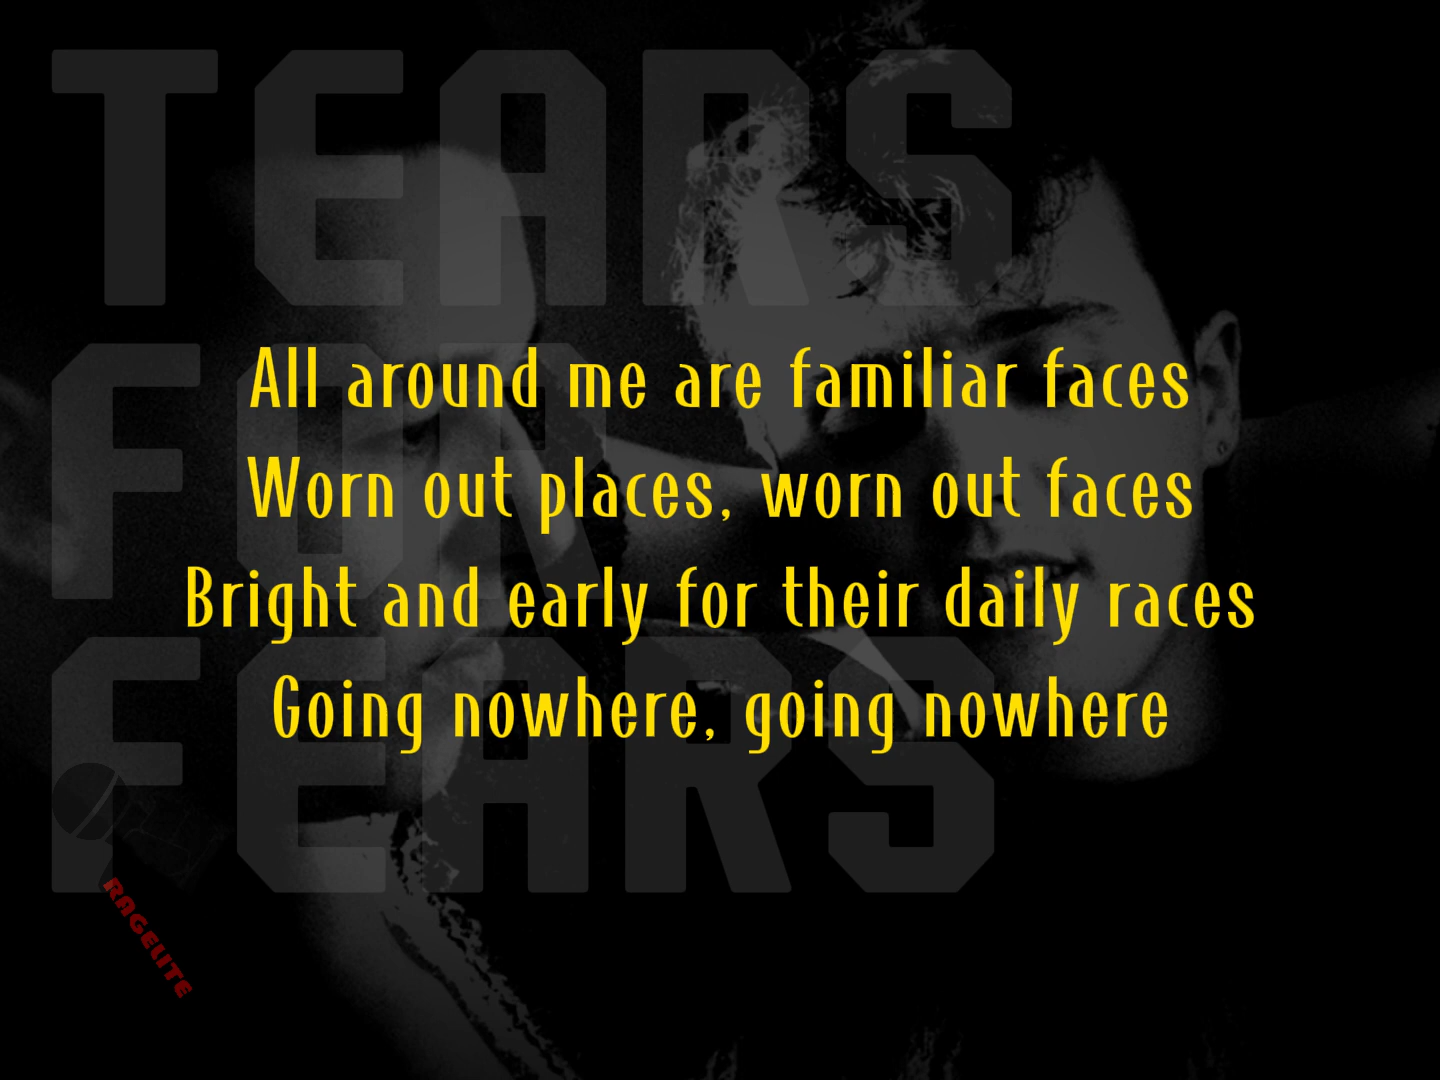 TEARS
FOR
FEARS
All around me are familiar faces
Worn out places, worn out faces
Bright and early for their daily races
Going nowhere, going nowhere
RAGELITE